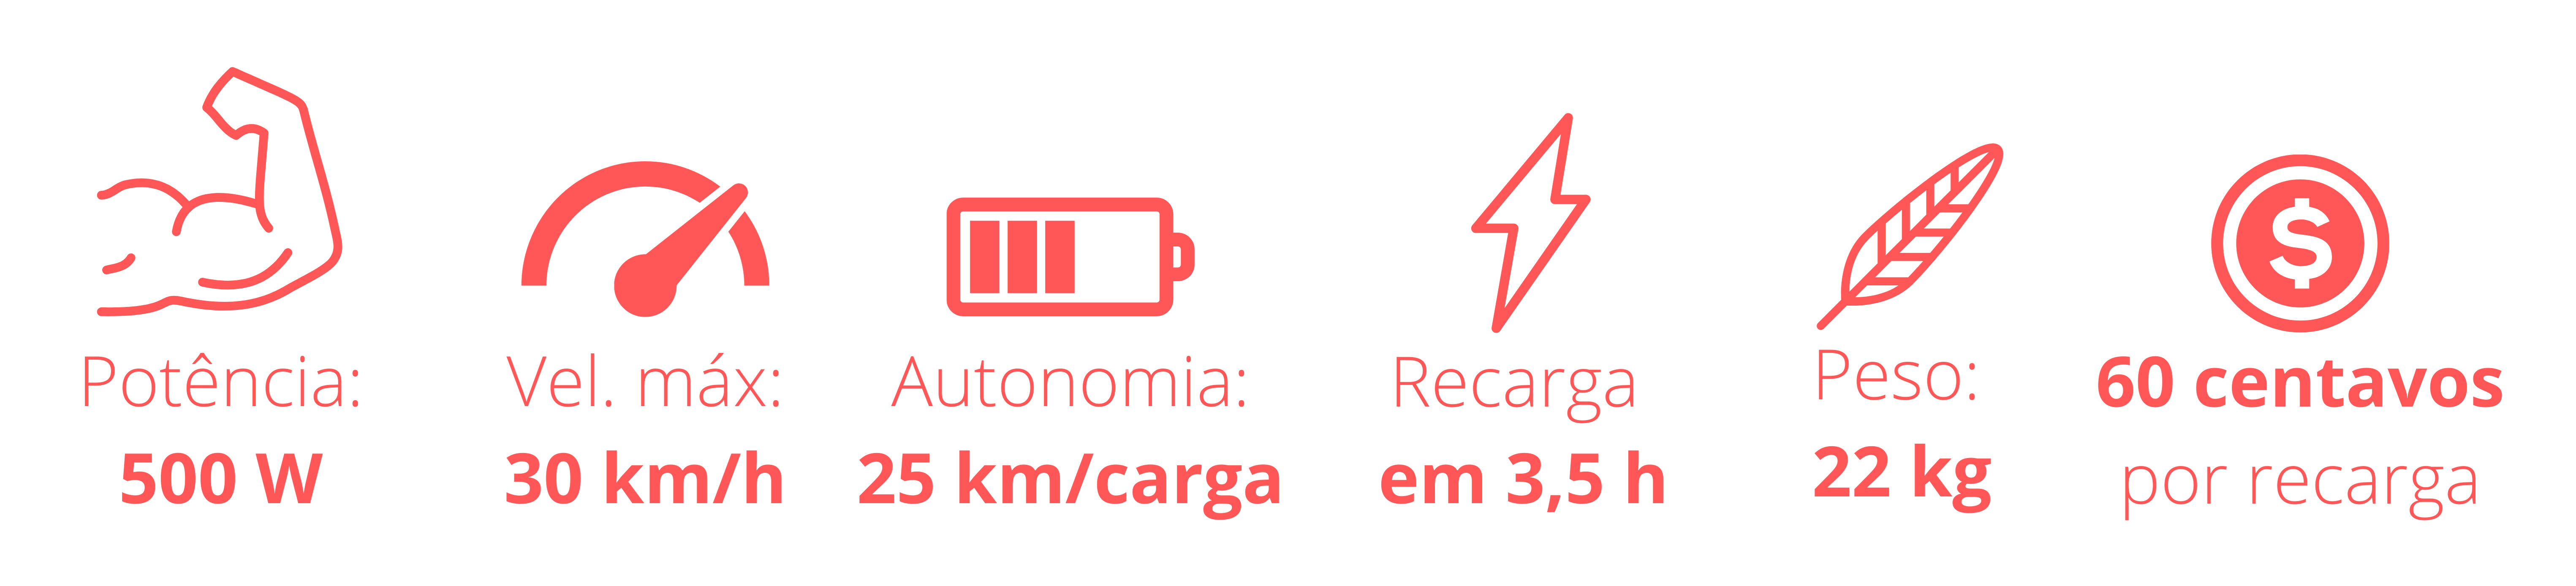 Potência:
500 W
Vel. máx:
30 km/h
Autonomia:
25 km/carga
Recarga
em 3,5 h
Peso:
22 kg
$
60 centavos
por recarga